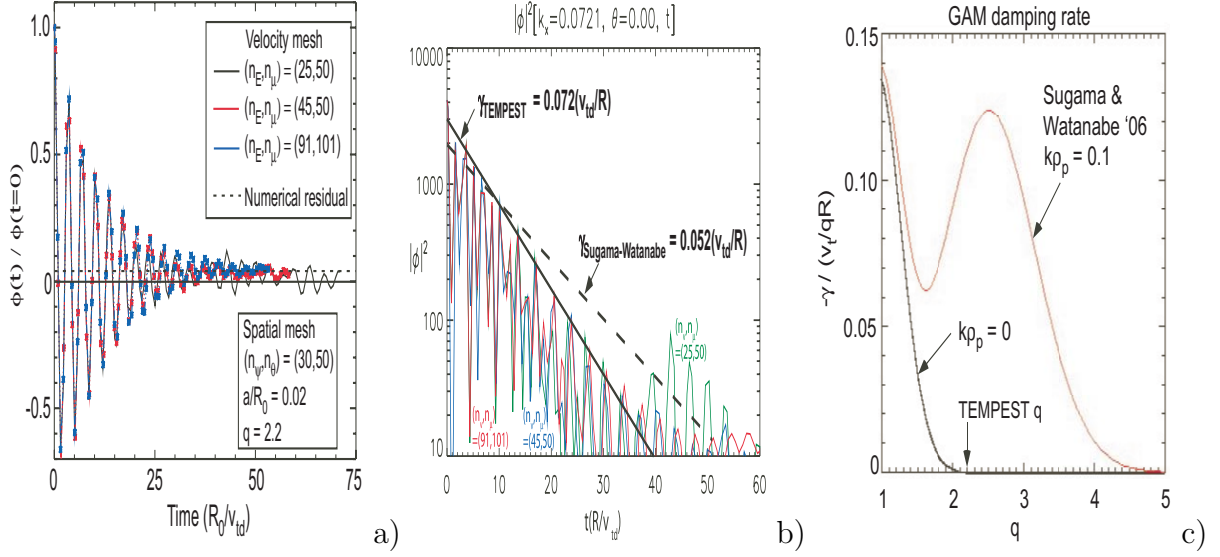 1.0
0.5
0
-0.5
ϕ(t) / ϕ(t=0)
Velocity mesh
(n_E,n_μ) = (25,50)
(n_E,n_μ) = (45,50)
(n_E,n_μ) = (91,101)
Numerical residual
Spatial mesh
(n_ψ,n_θ) = (30,50)
a/R_0 = 0.02
q = 2.2
0 25 50 75
Time (R_0/v_td)
a)
|ϕ|²[k_x=0.0721, θ=0.00, t]
1000
100
10
|ϕ|²
γ_TEMPEST = 0.072(v_td/R)
γ_Sugama-Watanabe = 0.052(v_td/R)
(n_v,n_μ)
=(25,50)
(n_v,n_μ)
=(91,101)
(n_v,n_μ)
=(45,50)
0 10 20 30 40 50 60
t(R/v_td)
b)
GAM damping rate
0.15
0.10
0.05
0
-γ/ (v_t/qR)
Sugama &
Watanabe ‘06
kρ_p = 0.1
kρ_p = 0
TEMPEST q
1 2 3 4 5
q
c)